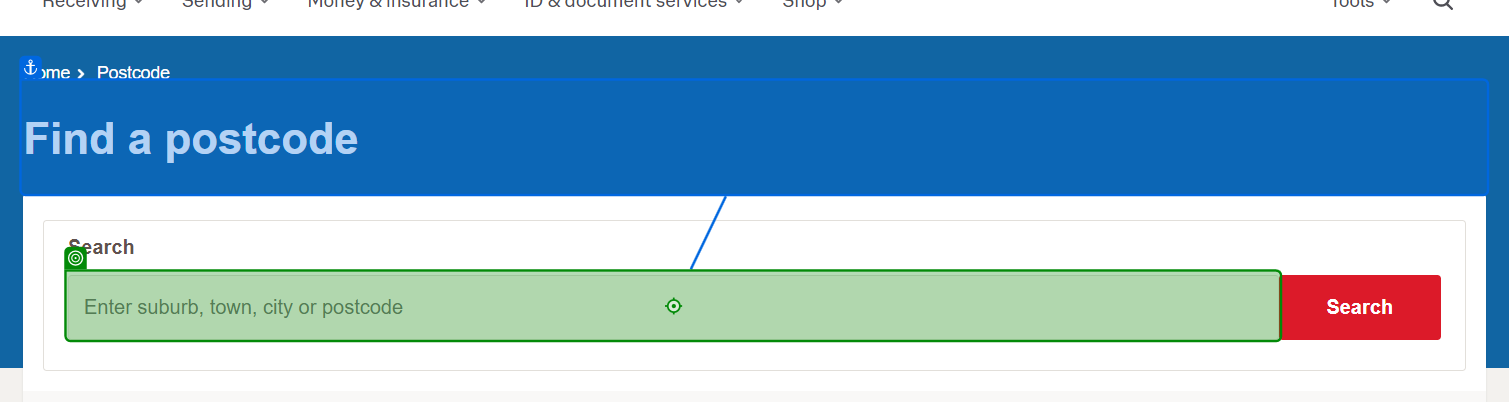 Receiving Sending Money & insurance ID & document services Shop Tools
ome > Postcode
Find a postcode
Search
Enter suburb, town, city or postcode
Search